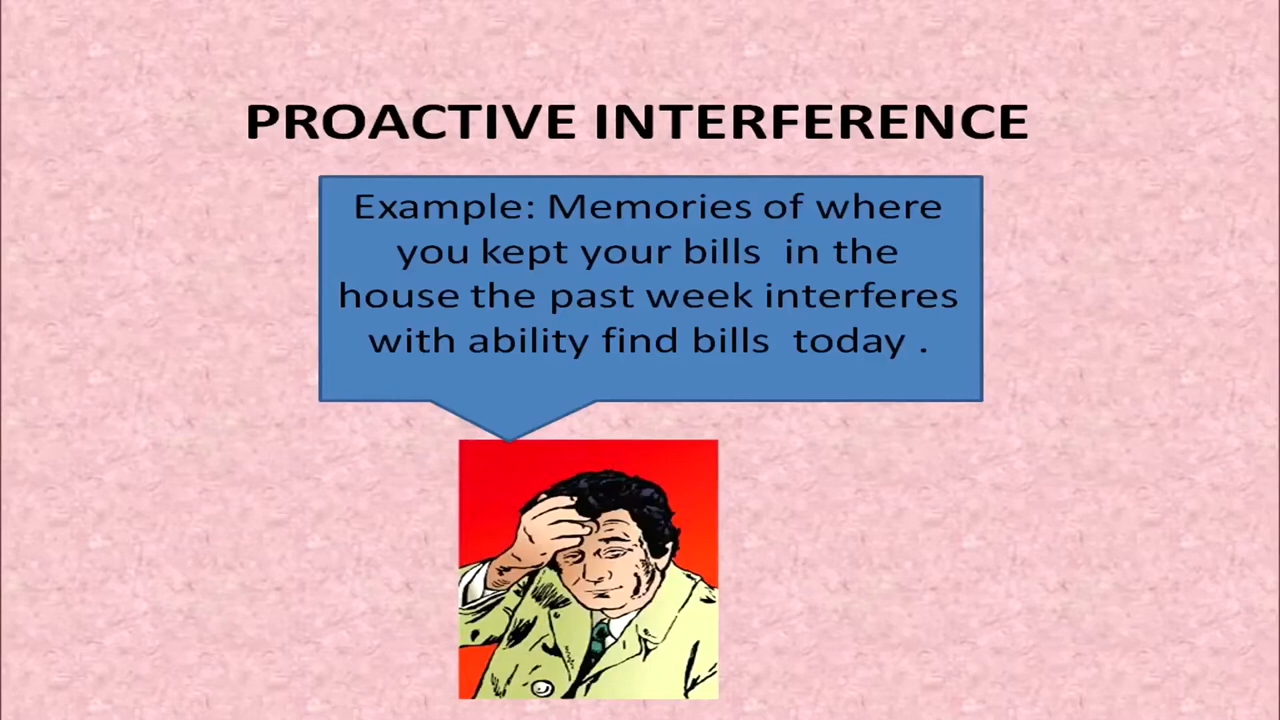 PROACTIVE INTERFERENCE
Example: Memories of where
you kept your bills in the
house the past week interferes
with ability find bills today .